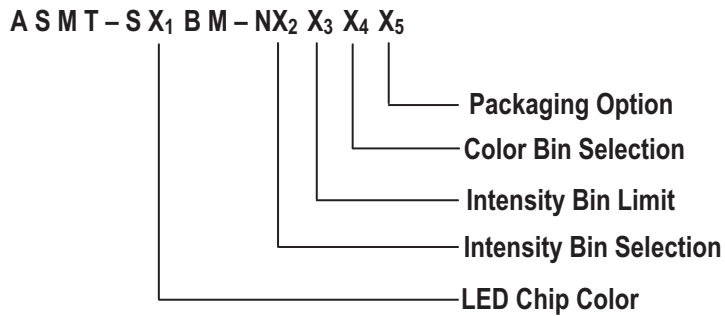 A S M T – S X₁ B M – NX₂ X₃ X₄ X₅
Packaging Option
Color Bin Selection
Intensity Bin Limit
Intensity Bin Selection
LED Chip Color